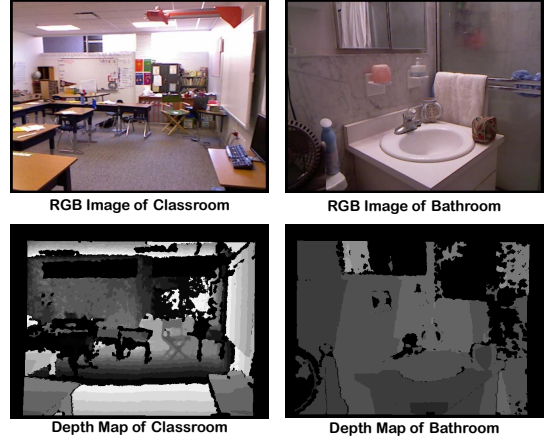 RGB Image of Classroom
RGB Image of Bathroom
Depth Map of Classroom
Depth Map of Bathroom